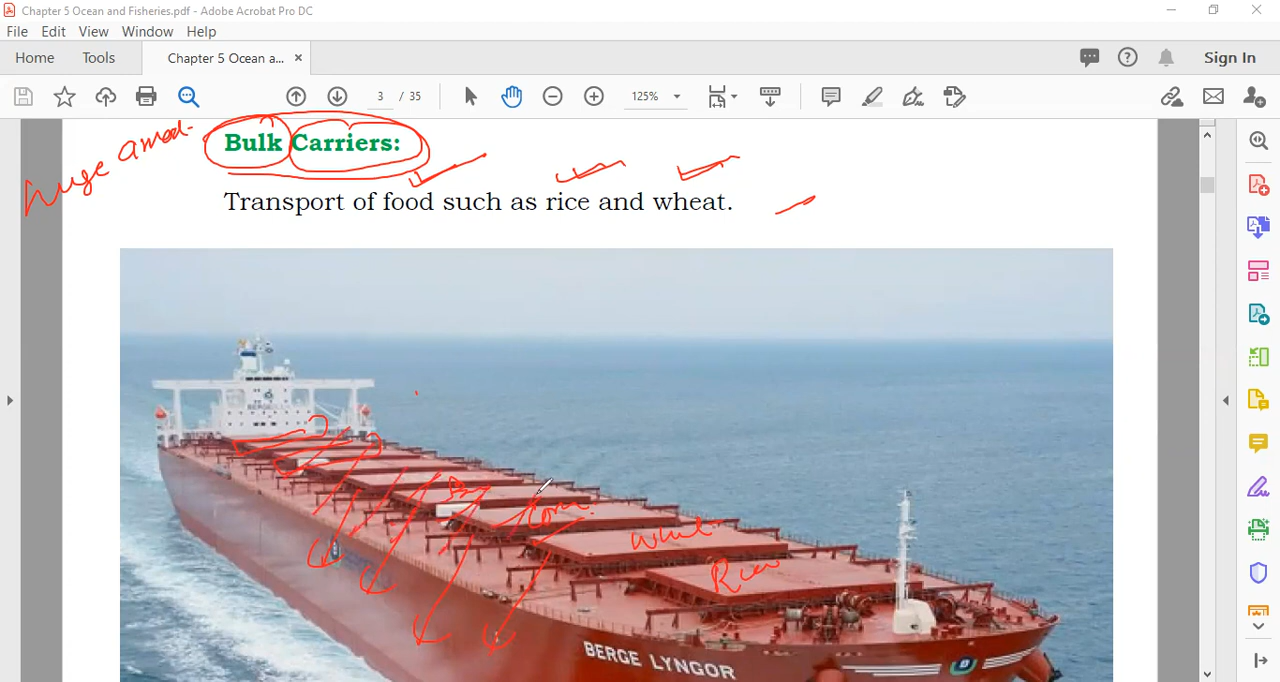 Chapter 5 Ocean and Fisheries.pdf - Adobe Acrobat Pro DC
File Edit View Window Help
Home Tools Chapter 5 Ocean a... × Sign In
3 / 35 125%
Huge
Bulk Carriers:
Transport of food such as rice and wheat.
Corn
Rice
BERGE LYNGOR